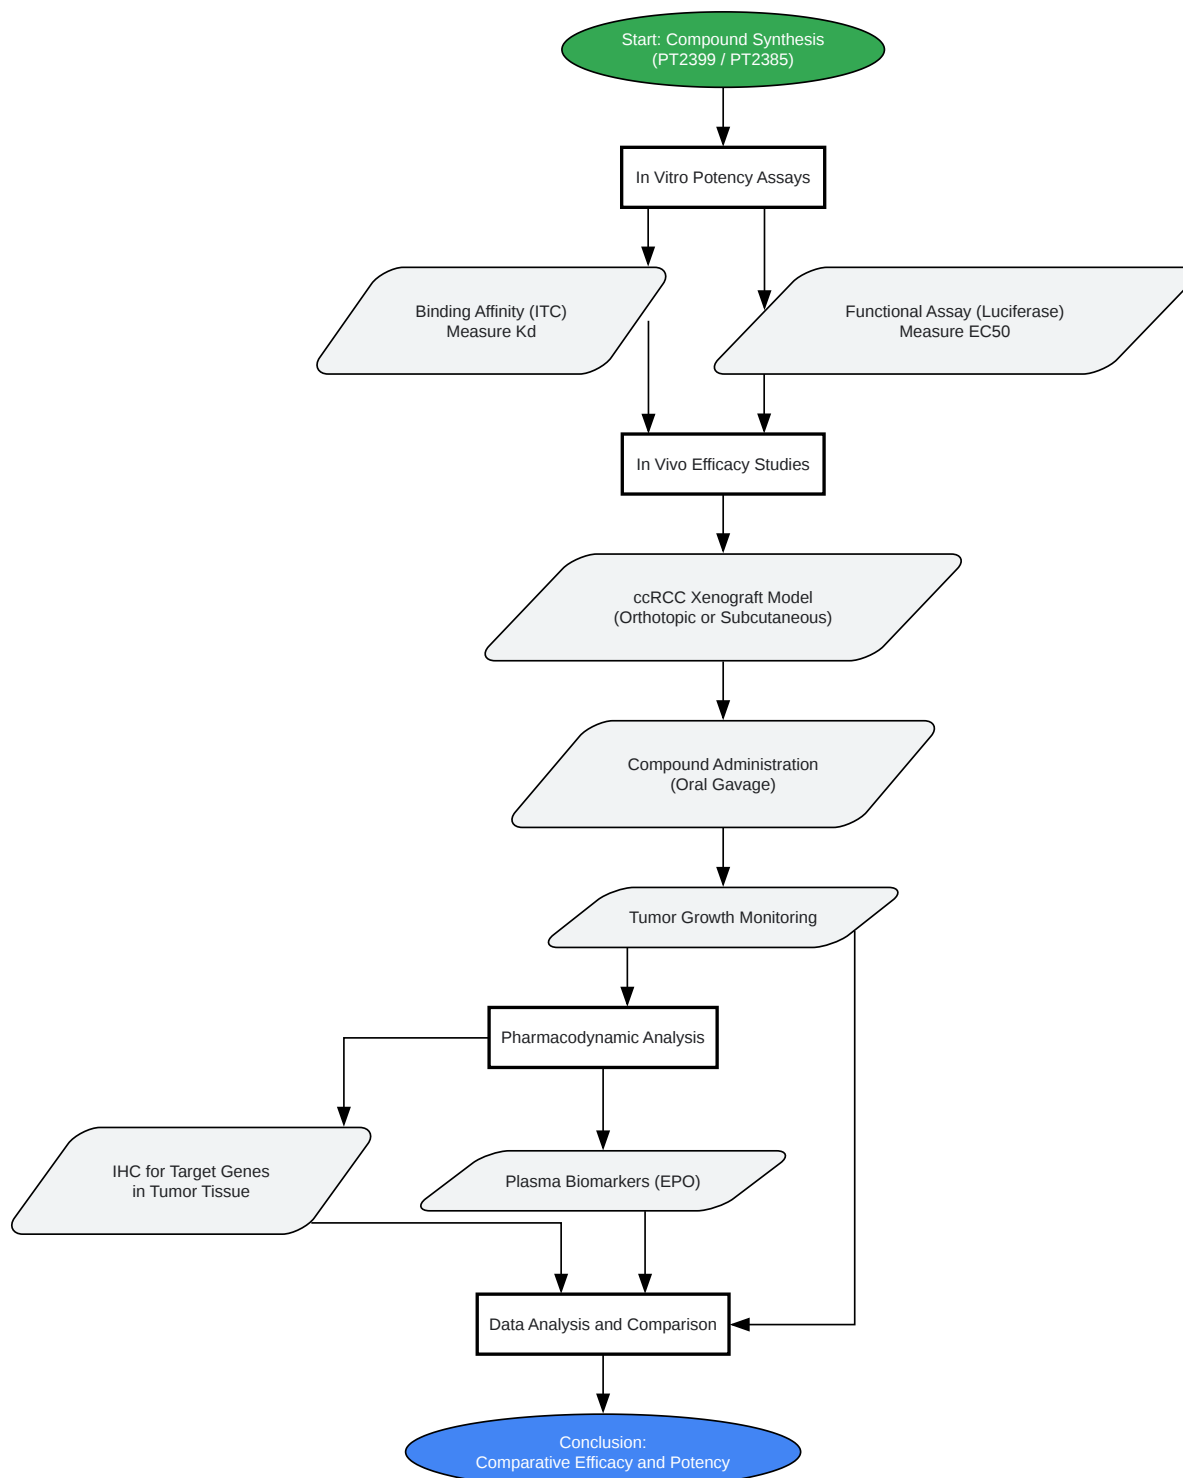 Start: Compound Synthesis
(PT2399 / PT2385)
In Vitro Potency Assays
Binding Affinity (ITC)
Measure Kd
Functional Assay (Luciferase)
Measure EC50
In Vivo Efficacy Studies
ccRCC Xenograft Model
(Orthotopic or Subcutaneous)
Compound Administration
(Oral Gavage)
Tumor Growth Monitoring
Pharmacodynamic Analysis
IHC for Target Genes
in Tumor Tissue
Plasma Biomarkers (EPO)
Data Analysis and Comparison
Conclusion:
Comparative Efficacy and Potency